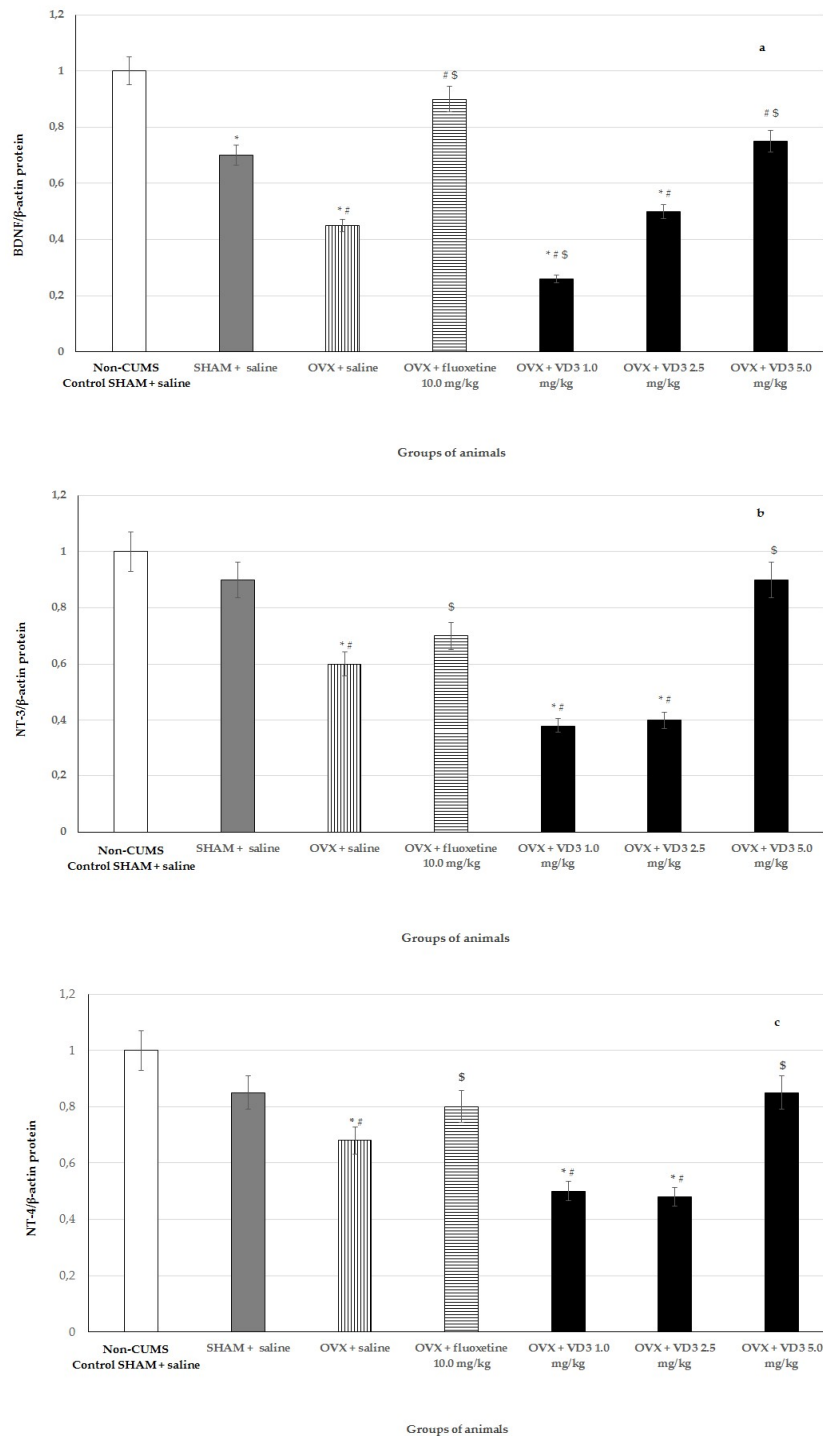 1,2
a
# $
1
# $
*
0,8
BDNF/β-actin protein
0,6
* #
* #
0,4
* # $
0,2
0
Non-CUMS
Control SHAM + saline
SHAM + saline
OVX + saline
OVX + fluoxetine
10.0 mg/kg
OVX + VD3 1.0
mg/kg
OVX + VD3 2.5
mg/kg
OVX + VD3 5.0
mg/kg
Groups of animals
1,2
b
1
$
0,8
$
NT-3/β-actin protein
* #
0,6
* #
* #
0,4
0,2
0
Non-CUMS
Control SHAM + saline
SHAM + saline
OVX + saline
OVX + fluoxetine
10.0 mg/kg
OVX + VD3 1.0
mg/kg
OVX + VD3 2.5
mg/kg
OVX + VD3 5.0
mg/kg
Groups of animals
1,2
c
1
$
$
0,8
* #
NT-4/β-actin protein
0,6
* #
* #
0,4
0,2
0
Non-CUMS
Control SHAM + saline
SHAM + saline
OVX + saline
OVX + fluoxetine
10.0 mg/kg
OVX + VD3 1.0
mg/kg
OVX + VD3 2.5
mg/kg
OVX + VD3 5.0
mg/kg
Groups of animals